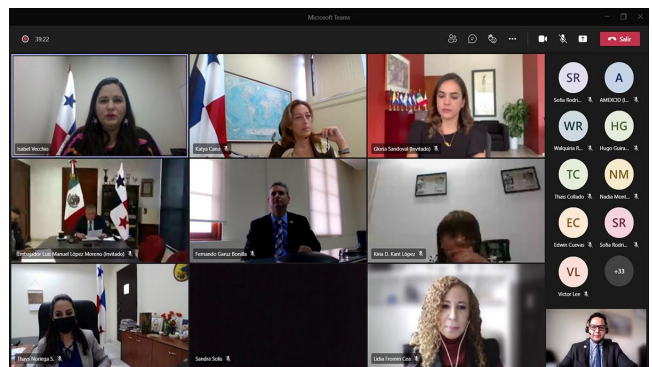 Microsoft Teams
39:22
Salir
Isabel Vecchio
Katya Cano
Gloria Sandoval (Invitado)
SR
A
Sofia Rodri...
AMEXCID (I...
WR
HG
Walquiria R...
Hugo Guira...
Embajador Luis Manuel López Moreno (Invitado)
Fernando Garuz Bonilla
Kiria D. Kant López
TC
NM
Thais Collado
Nadia Mont...
EC
SR
Edwin Cuevas
Sofia Rodri...
VL
+33
Victor Lee
Thays Noriega S.
Sandra Solis
Lidia Fromm Cea